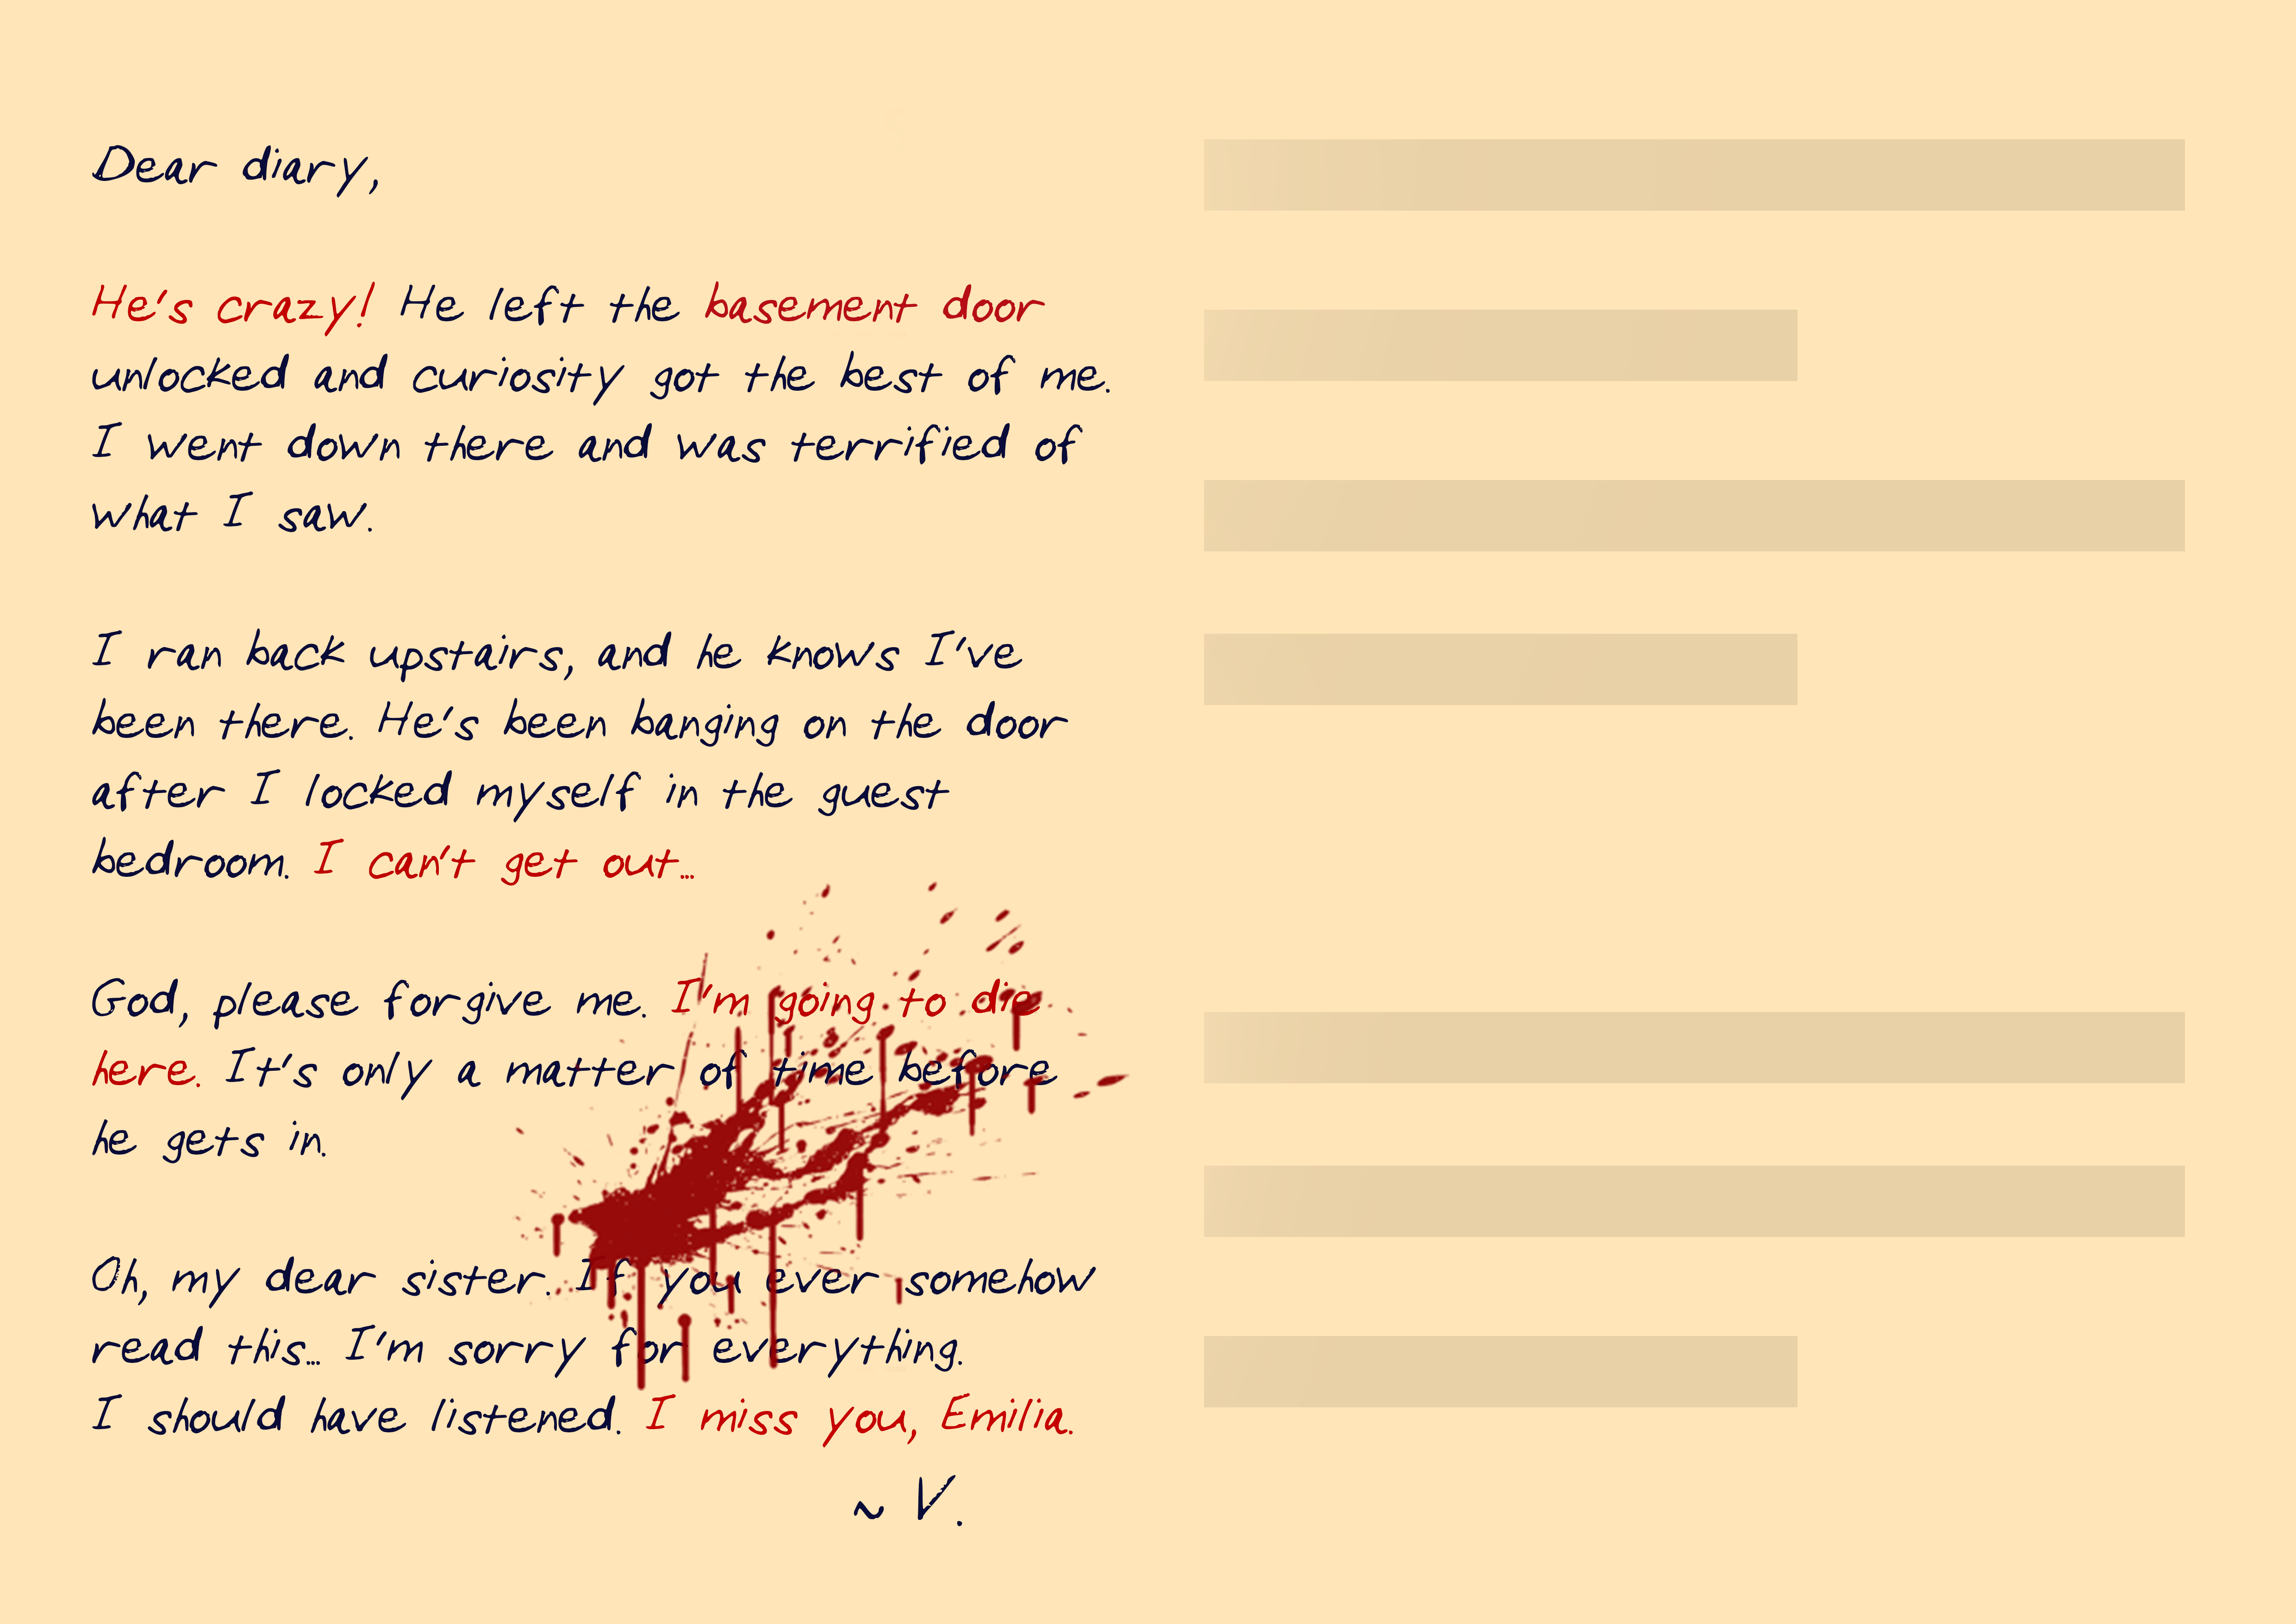 Dear diary,
He's crazy! He left the basement door
unlocked and curiosity got the best of me.
I went down there and was terrified of
what I saw.
I ran back upstairs, and he knows I've
been there. He's been banging on the door
after I locked myself in the guest
bedroom. I can't get out...
God, please forgive me. I'm going to die
here. It's only a matter of time before
he gets in.
Oh, my dear sister. If you ever somehow
read this... I'm sorry for everything.
I should have listened. I miss you, Emilia.
~ V.